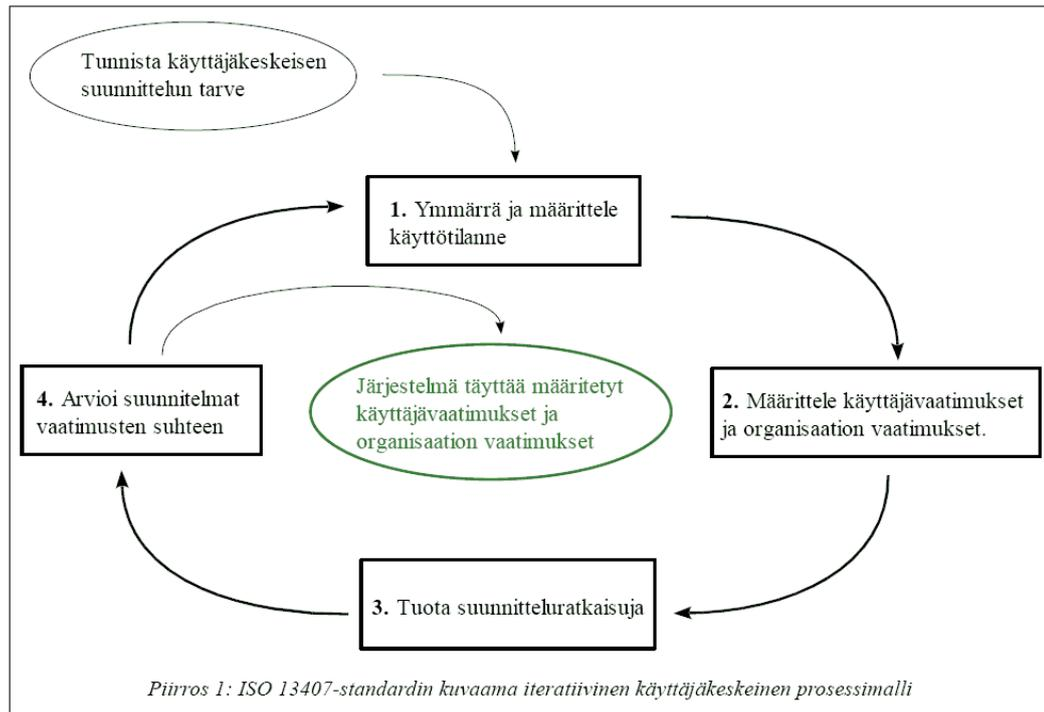 Tunnista käyttäjäkeskeisen
suunnittelun tarve
1. Ymmärrä ja määrittele
käyttötilanne
4. Arvioi suunnitelmat
vaatimusten suhteen
Järjestelmä täyttää määritetyt
käyttäjävaatimukset ja
organisaation vaatimukset
2. Määrittele käyttäjävaatimukset
ja organisaation vaatimukset.
3. Tuota suunnitteluratkaisuja
Piirros 1: ISO 13407-standardin kuvaama iteratiivinen käyttäjäkeskeinen prosessimalli